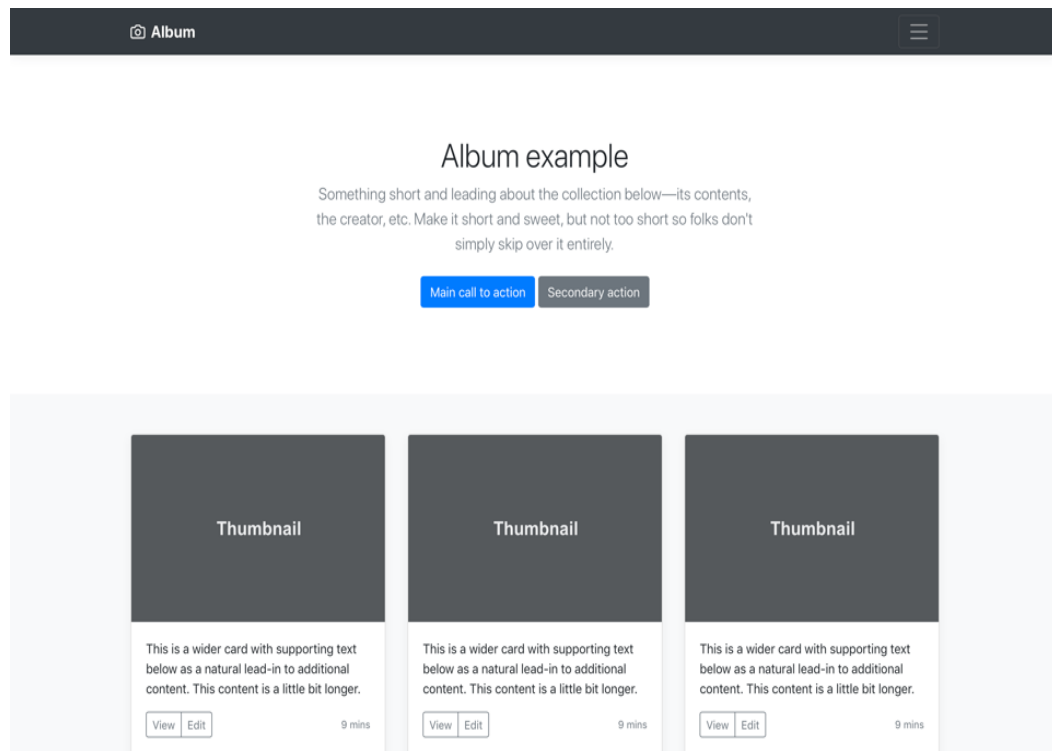 Album
Album example
Something short and leading about the collection below—its contents,
the creator, etc. Make it short and sweet, but not too short so folks don't
simply skip over it entirely.
Main call to action Secondary action
Thumbnail
This is a wider card with supporting text
below as a natural lead-in to additional
content. This content is a little bit longer.
View Edit 9 mins
Thumbnail
This is a wider card with supporting text
below as a natural lead-in to additional
content. This content is a little bit longer.
View Edit 9 mins
Thumbnail
This is a wider card with supporting text
below as a natural lead-in to additional
content. This content is a little bit longer.
View Edit 9 mins